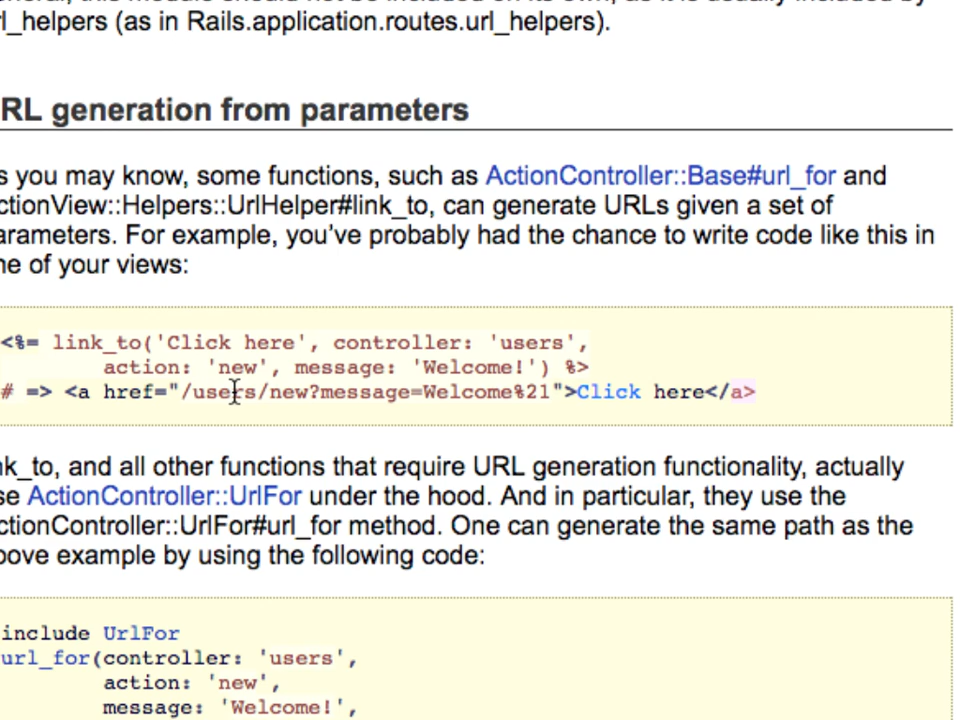 rl_helpers (as in Rails.application.routes.url_helpers).
RL generation from parameters
s you may know, some functions, such as ActionController::Base#url_for and
ctionView::Helpers::UrlHelper#link_to, can generate URLs given a set of
arameters. For example, you've probably had the chance to write code like this in
ne of your views:
<%= link_to('Click here', controller: 'users',
action: 'new', message: 'Welcome!') %>
# => <a href="/users/new?message=Welcome%21">Click here</a>
nk_to, and all other functions that require URL generation functionality, actually
se ActionController::UrlFor under the hood. And in particular, they use the
ctionController::UrlFor#url_for method. One can generate the same path as the
bove example by using the following code:
include UrlFor
url_for(controller: 'users',
action: 'new',
message: 'Welcome!',